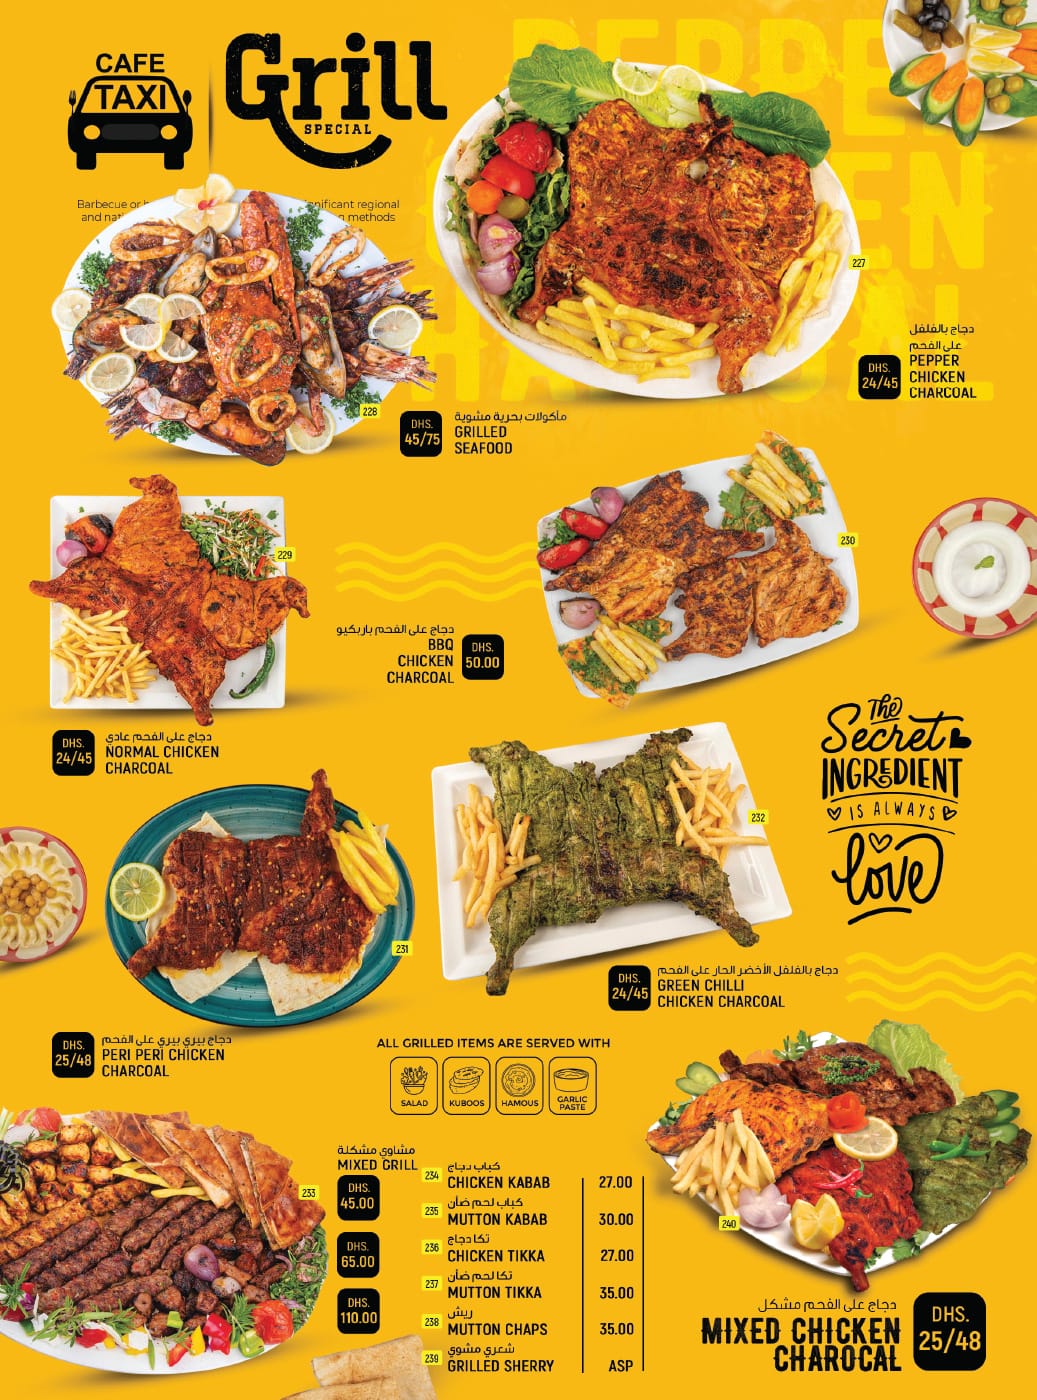 CAFE
TAXI
Grill
SPECIAL
Barbecue or
significant regional
methods
PEPPER
227
دجاج بالفلفل
على الفحم
PEPPER
CHICKEN
CHARCOAL
DHS.
24/45
228
DHS.
45/75
مأكولات بحرية مشوية
GRILLED
SEAFOOD
229
230
دجاج على الفحم باربكيو
BBQ
CHICKEN
CHARCOAL
DHS.
50.00
DHS.
24/45
دجاج على الفحم عادي
NORMAL CHICKEN
CHARCOAL
The
Secret
INGREDIENT
IS ALWAYS
love
231
232
DHS.
24/45
دجاج بالفلفل الأخضر الحار على الفحم
GREEN CHILLI
CHICKEN CHARCOAL
DHS.
25/48
دجاج بيري بيري على الفحم
PERI PERI CHICKEN
CHARCOAL
ALL GRILLED ITEMS ARE SERVED WITH
SALAD
KUBOOS
HAMOUS
GARLIC
PASTE
233
مشاوي مشكلة
MIXED GRILL
DHS.
45.00
DHS.
65.00
DHS.
110.00
234
كباب دجاج
CHICKEN KABAB 27.00
235
كباب لحم ضأن
MUTTON KABAB 30.00
236
تكا دجاج
CHICKEN TIKKA 27.00
237
تكا لحم ضأن
MUTTON TIKKA 35.00
238
ريش
MUTTON CHAPS 35.00
239
شعري مشوي
GRILLED SHERRY ASP
240
دجاج على الفحم مشكل
MIXED CHICKEN
CHAROCAL
DHS.
25/48